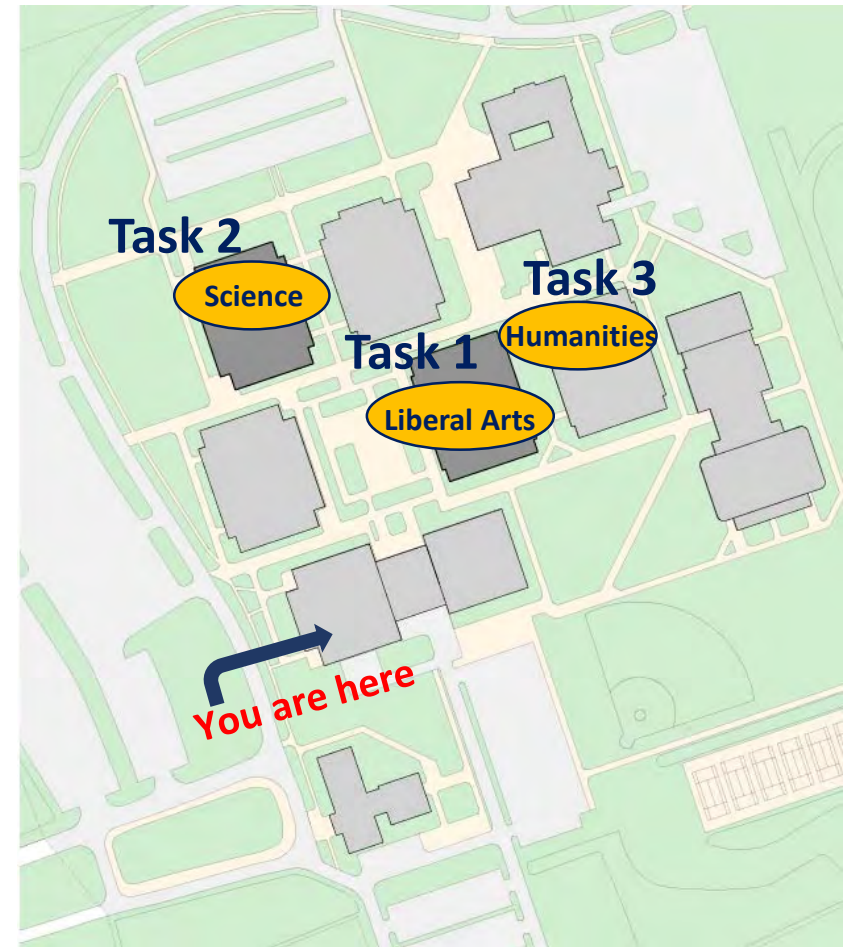 Task 2
Science
Task 3
Humanities
Task 1
Liberal Arts
You are here